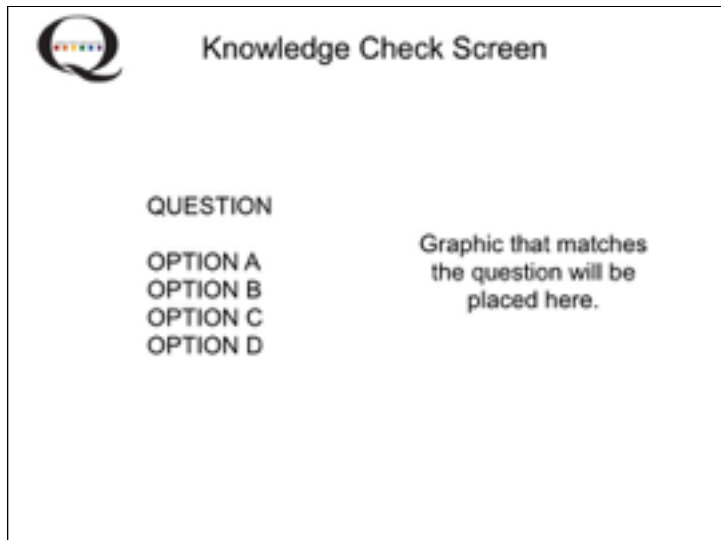 Knowledge Check Screen
QUESTION
OPTION A
OPTION B
OPTION C
OPTION D
Graphic that matches
the question will be
placed here.